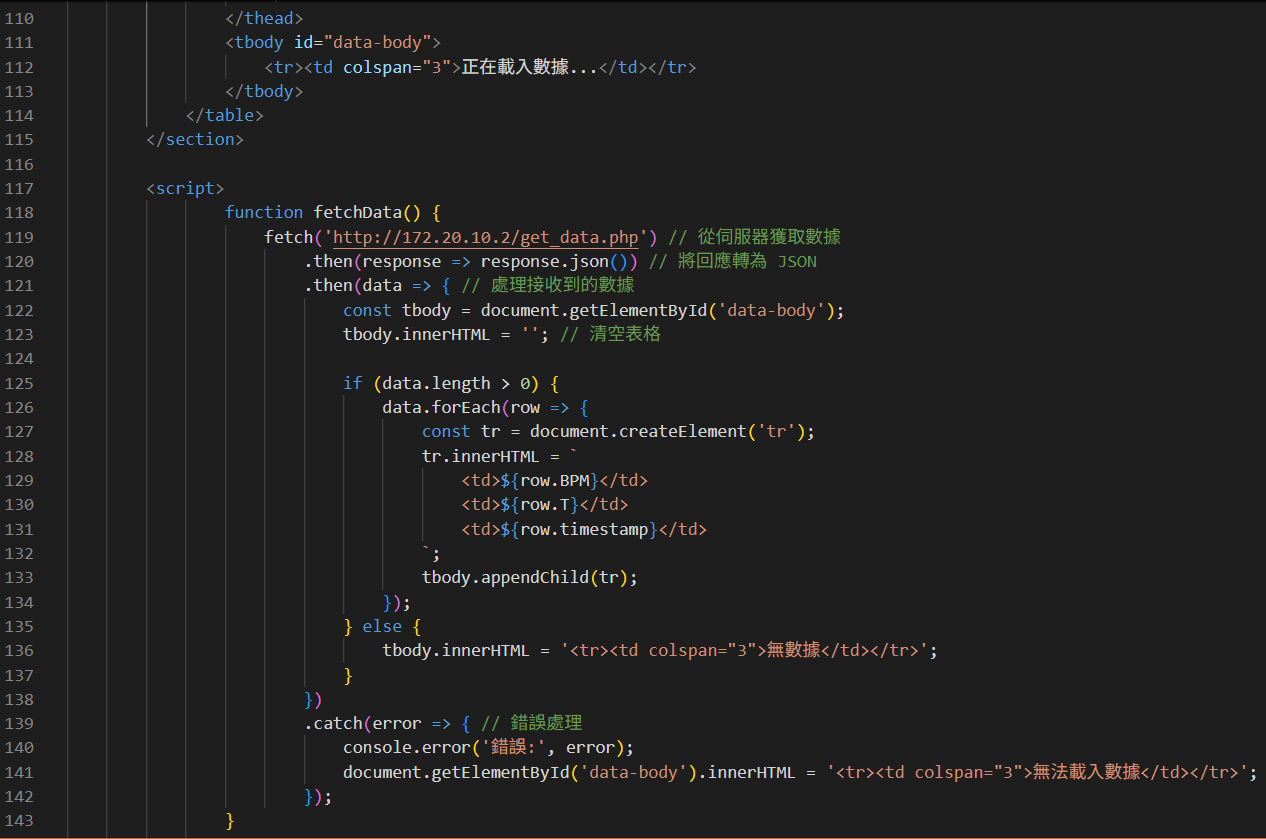 110 </thead>
111 <tbody id="data-body">
112 <tr><td colspan="3">正在載入數據...</td></tr>
113 </tbody>
114 </table>
115 </section>
116
117 <script>
118 function fetchData() {
119 fetch('http://172.20.10.2/get_data.php') // 從伺服器獲取數據
120 .then(response => response.json()) // 將回應轉為 JSON
121 .then(data => { // 處理接收到的數據
122 const tbody = document.getElementById('data-body');
123 tbody.innerHTML = ''; // 清空表格
124
125 if (data.length > 0) {
126 data.forEach(row => {
127 const tr = document.createElement('tr');
128 tr.innerHTML = `
129 <td>${row.BPM}</td>
130 <td>${row.T}</td>
131 <td>${row.timestamp}</td>
132 `;
133 tbody.appendChild(tr);
134 });
135 } else {
136 tbody.innerHTML = '<tr><td colspan="3">無數據</td></tr>';
137 }
138 })
139 .catch(error => { // 錯誤處理
140 console.error('錯誤:', error);
141 document.getElementById('data-body').innerHTML = '<tr><td colspan="3">無法載入數據</td></tr>';
142 });
143 }